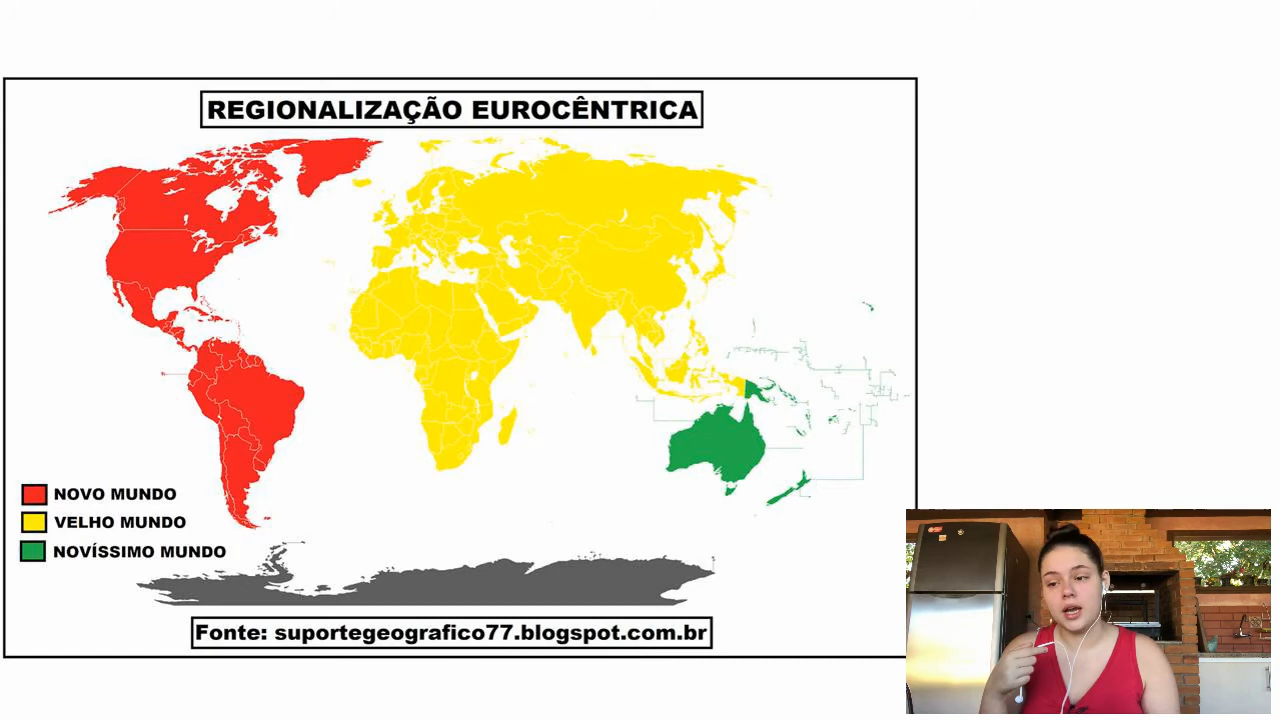 REGIONALIZAÇÃO EUROCÊNTRICA
NOVO MUNDO
VELHO MUNDO
NOVÍSSIMO MUNDO
Fonte: suportegeografico77.blogspot.com.br